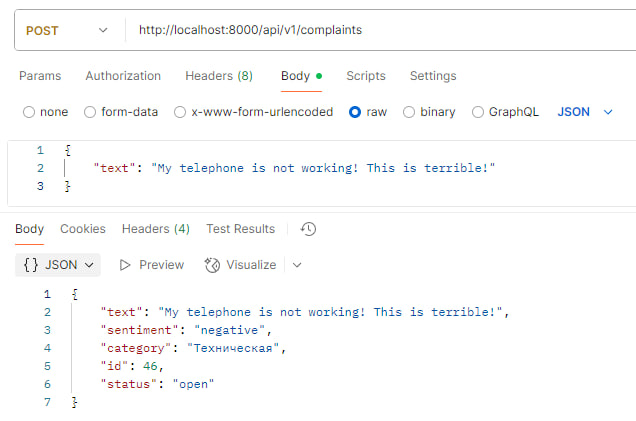 POST http://localhost:8000/api/v1/complaints
Params Authorization Headers (8) Body Scripts Settings
none form-data x-www-form-urlencoded raw binary GraphQL JSON
1 {
2 "text": "My telephone is not working! This is terrible!"
3 }
Body Cookies Headers (4) Test Results
{} JSON Preview Visualize
1 {
2 "text": "My telephone is not working! This is terrible!",
3 "sentiment": "negative",
4 "category": "Техническая",
5 "id": 46,
6 "status": "open"
7 }